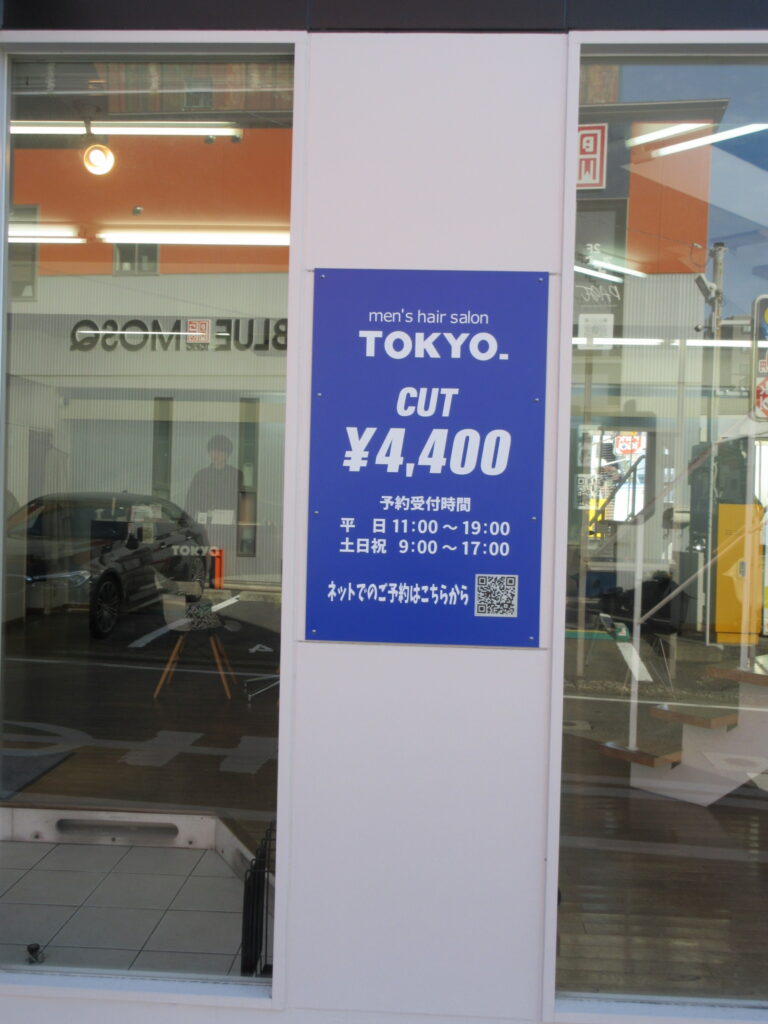 men's hair salon
TOKYO.
CUT
¥4,400
予約受付時間
平　日 11:00～19:00
土日祝 9:00～17:00
ネットでのご予約はこちらから
BLUE MOSQ
TOKYO
2F